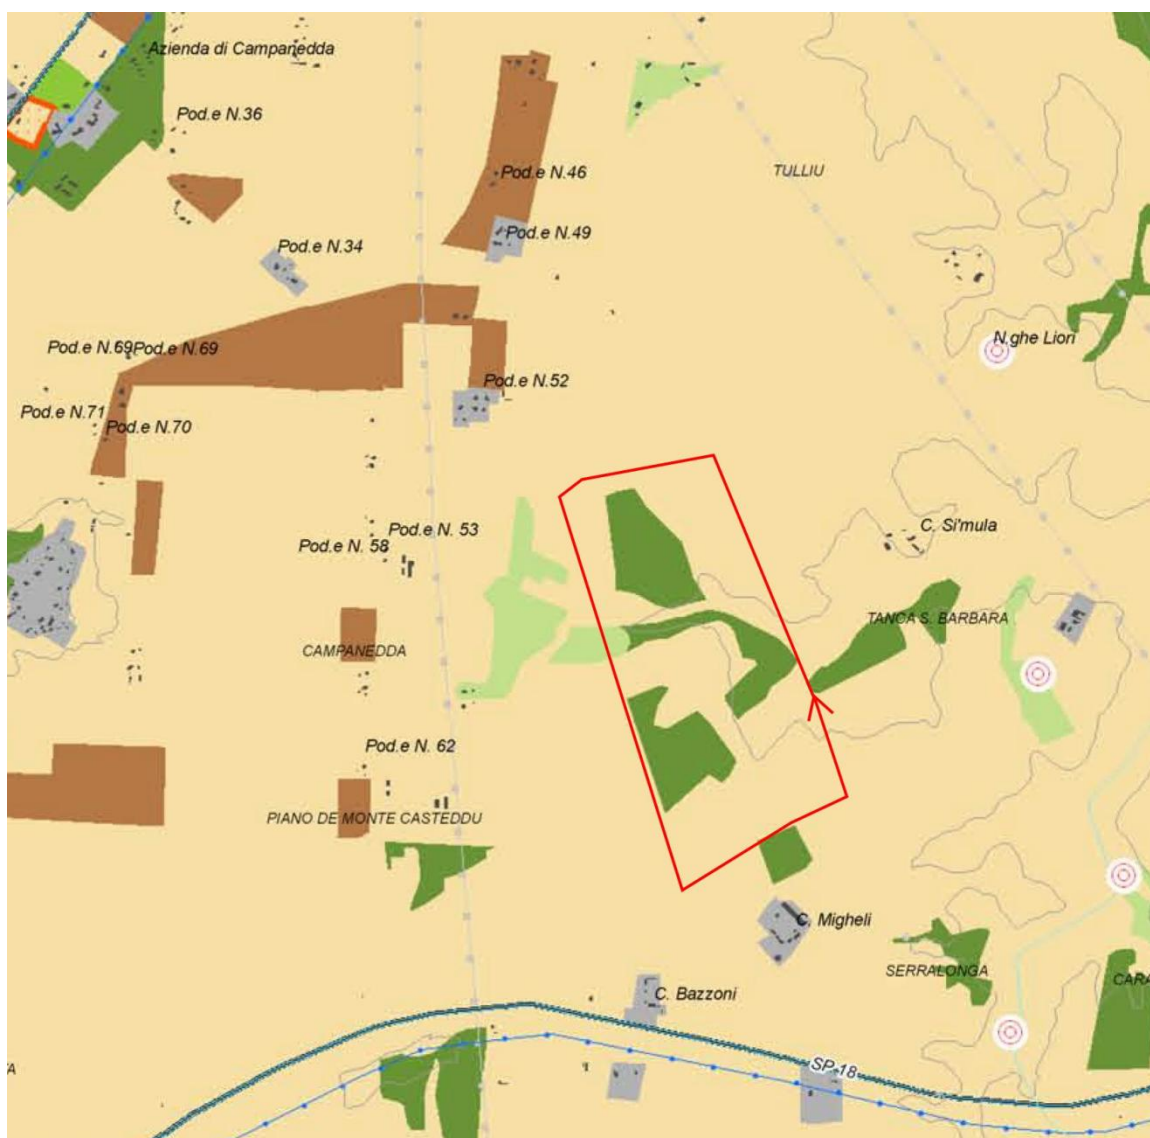 Azienda di Campanedda
Pod.e N.36
Pod.e N.46
TULLIU
Pod.e N.49
Pod.e N.34
N.ghe Liori
Pod.e N.69
Pod.e N.69
Pod.e N.52
Pod.e N.71
Pod.e N.70
C. Si'mula
Pod.e N. 53
Pod.e N. 58
TANCA S. BARBARA
CAMPANEDDA
Pod.e N. 62
PIANO DE MONTE CASTEDDU
C. Migheli
SERRALONGA
CARA
C. Bazzoni
SP 18